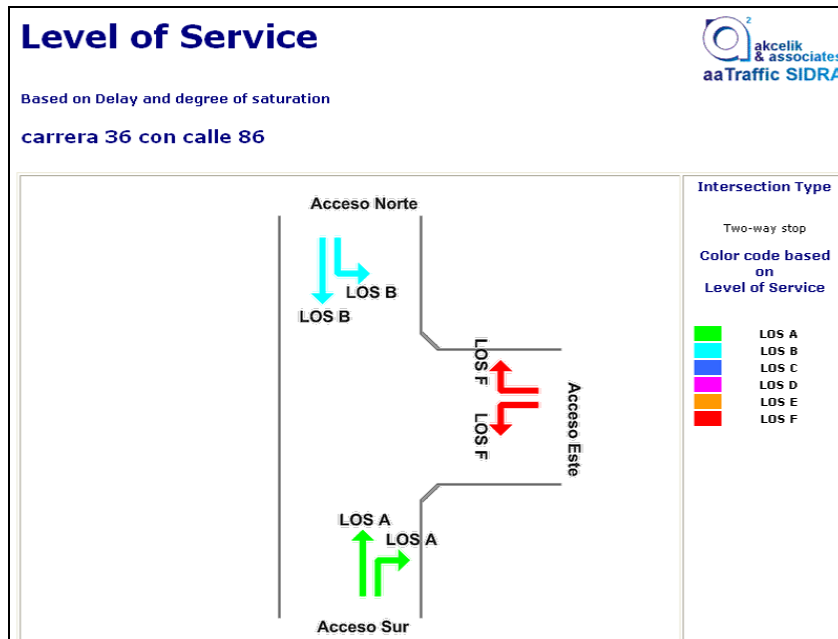 Level of Service
2
akcelik
& associates
aaTraffic SIDRA
Based on Delay and degree of saturation
carrera 36 con calle 86
Intersection Type
Two-way stop
Color code based
on
Level of Service
LOS A
LOS B
LOS C
LOS D
LOS E
LOS F
Acceso Norte
LOS B
LOS B
LOS F
LOS F
Acceso Este
LOS A
LOS A
Acceso Sur